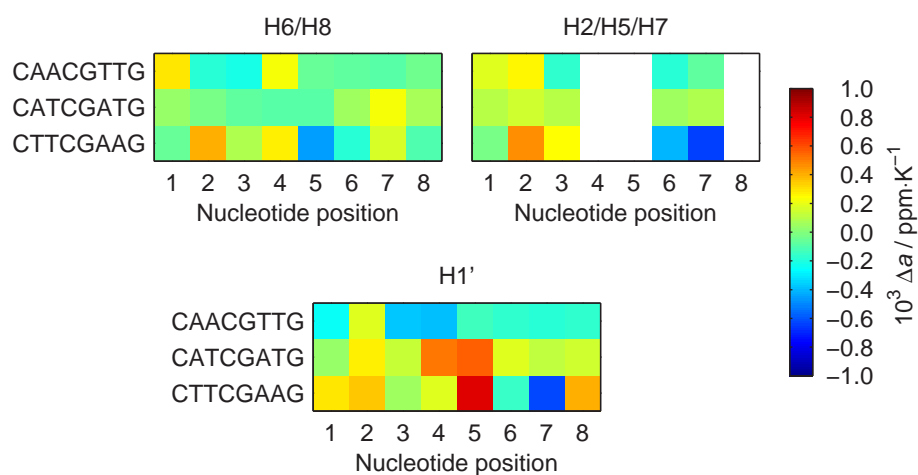 H6/H8
CAACGTTG
CATCGATG
CTTCGAAG
1 2 3 4 5 6 7 8
Nucleotide position
H2/H5/H7
1 2 3 4 5 6 7 8
Nucleotide position
1.0
0.8
0.6
0.4
0.2
0.0
−0.2
−0.4
−0.6
−0.8
−1.0
10³ Δa / ppm·K⁻¹
H1'
CAACGTTG
CATCGATG
CTTCGAAG
1 2 3 4 5 6 7 8
Nucleotide position